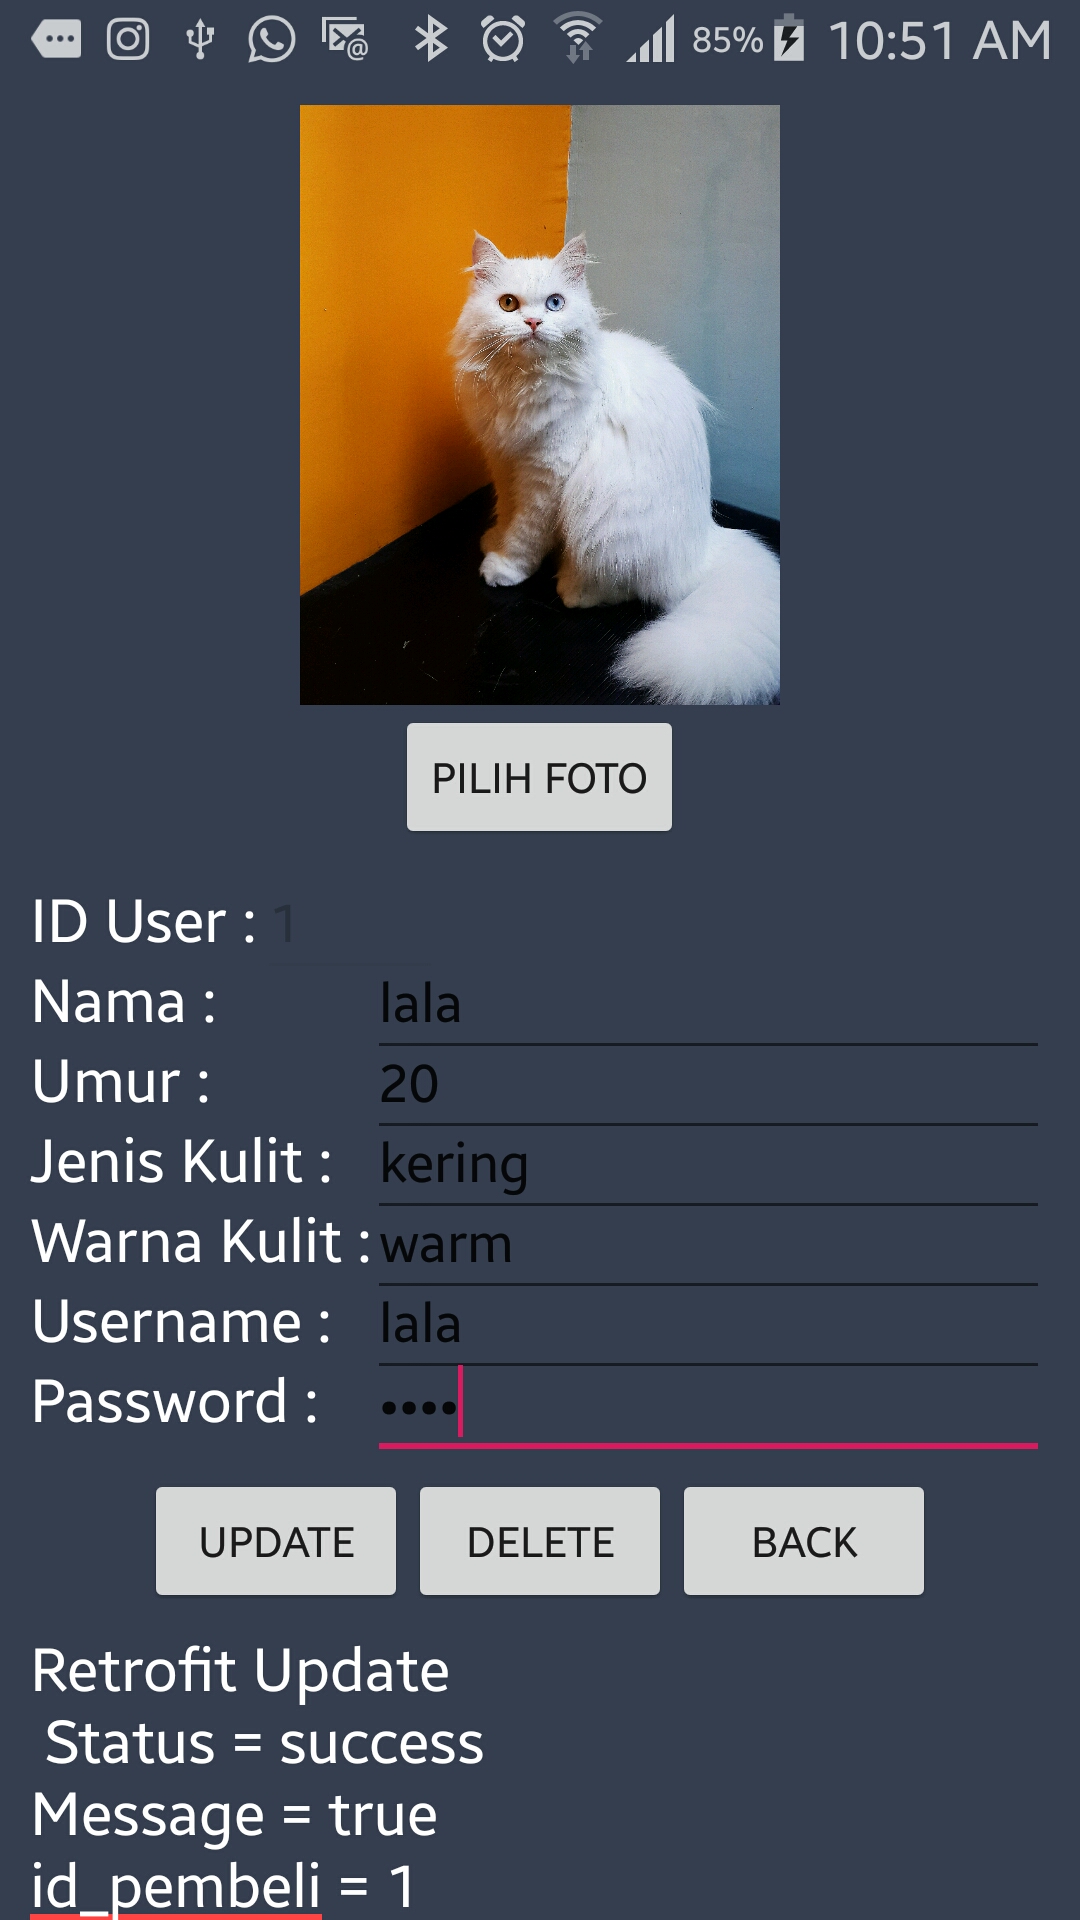 85% 10:51 AM
PILIH FOTO
ID User : 1
Nama : lala
Umur : 20
Jenis Kulit : kering
Warna Kulit : warm
Username : lala
Password : ••••
UPDATE DELETE BACK
Retrofit Update
Status = success
Message = true
id_pembeli = 1